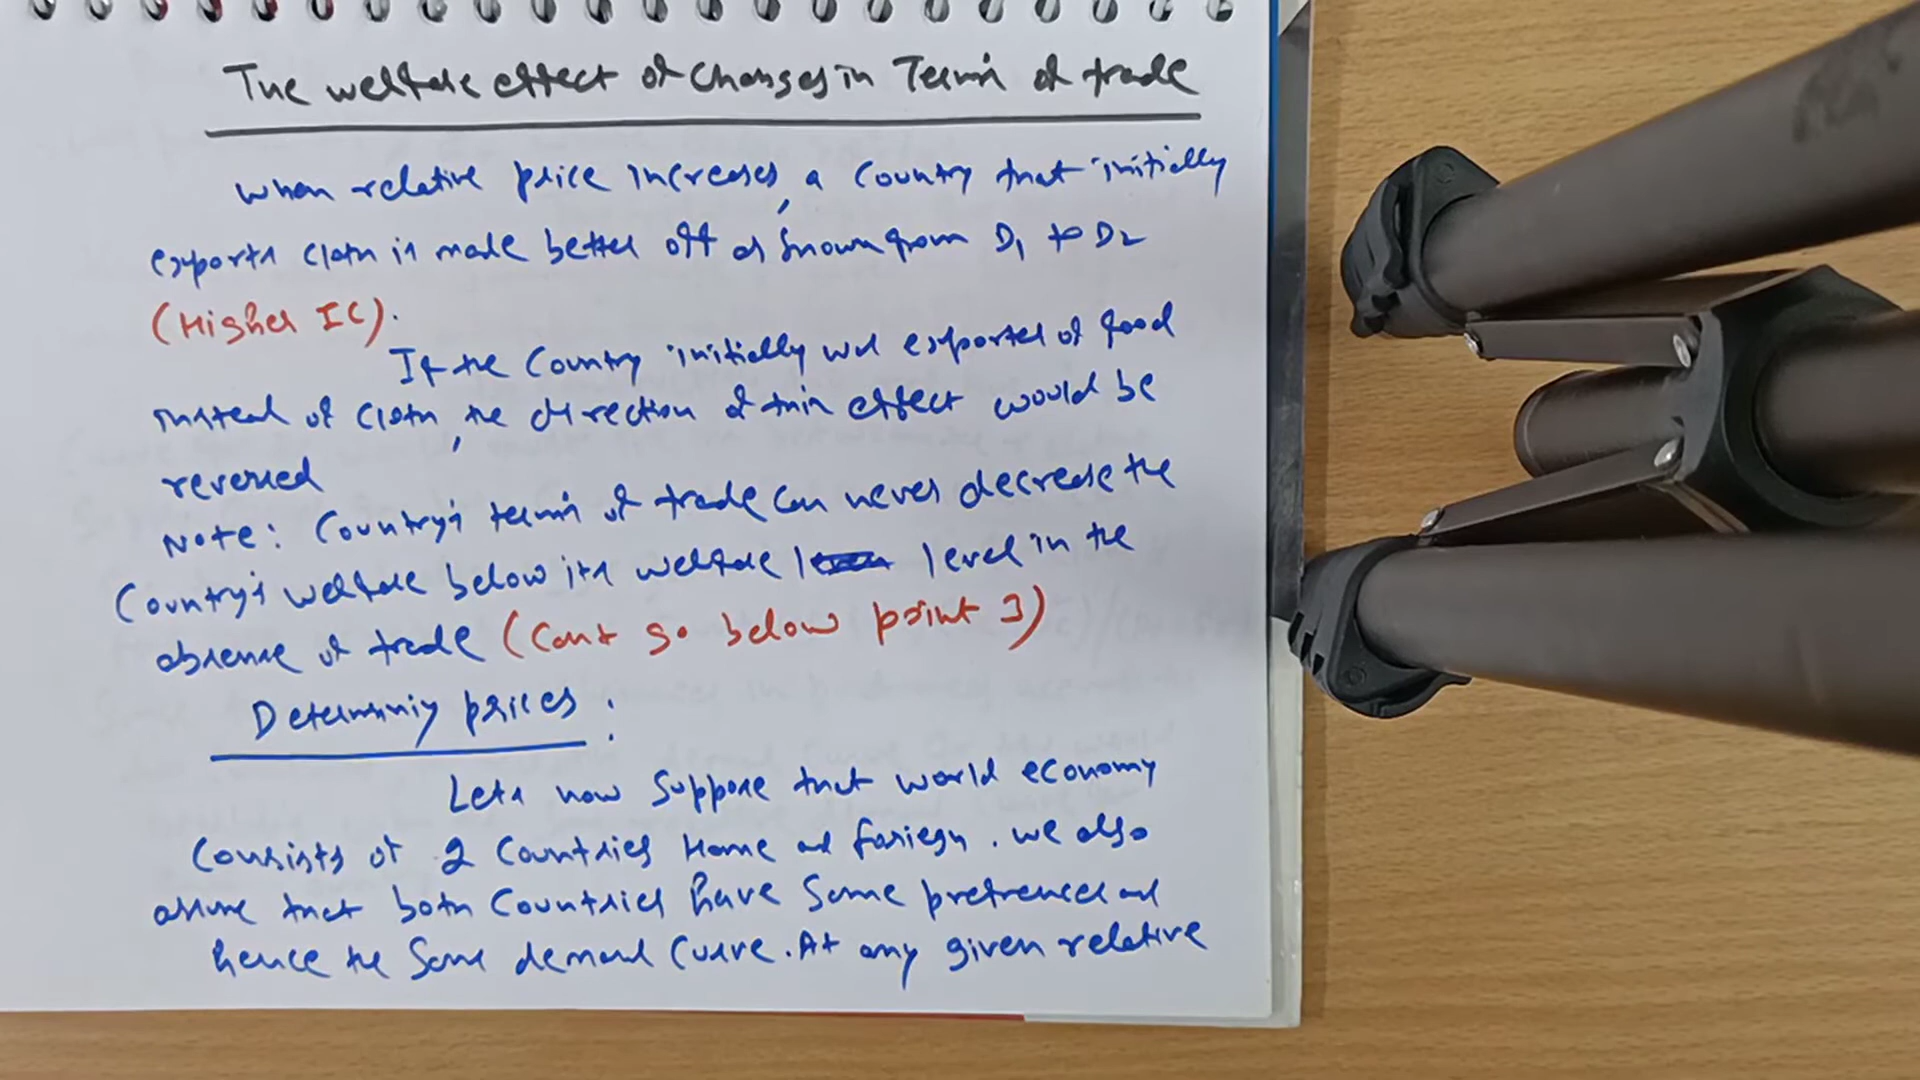 The welfare effect of changes in Terms of trade
When relative price increases, a country that initially
exports cloth is made better off as shown from D1 to D2
(Higher IC).
If the country initially was exporter of food
instead of cloth, the direction of this effect would be
reversed
Note: Country's terms of trade can never decrease the
Country's welfare below its welfare level in the
absense of trade (Cant go below point 3)
Determining prices:
Lets now suppose that world economy
consists of 2 countries Home and foriegn. We also
assume that both countries have same prefrences and
hence the same demand curve. At any given relative